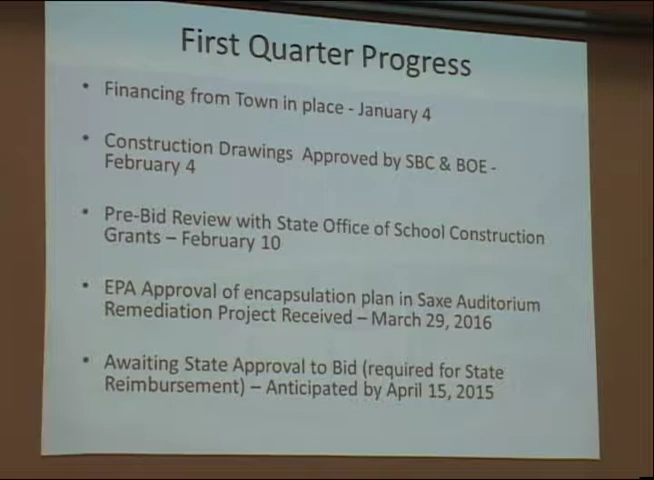 First Quarter Progress
• Financing from Town in place - January 4
• Construction Drawings Approved by SBC & BOE -
February 4
• Pre-Bid Review with State Office of School Construction
Grants – February 10
• EPA Approval of encapsulation plan in Saxe Auditorium
Remediation Project Received – March 29, 2016
• Awaiting State Approval to Bid (required for State
Reimbursement) – Anticipated by April 15, 2015